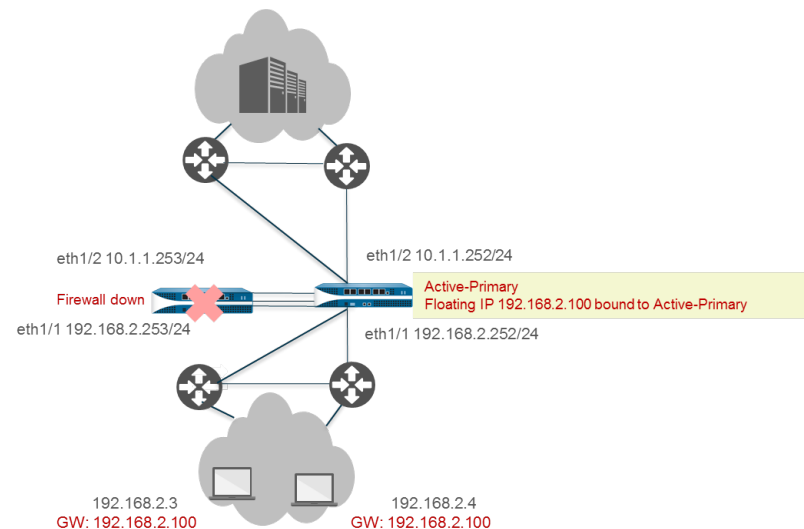 eth1/2 10.1.1.253/24
eth1/2 10.1.1.252/24
Firewall down
Active-Primary
Floating IP 192.168.2.100 bound to Active-Primary
eth1/1 192.168.2.253/24
eth1/1 192.168.2.252/24
192.168.2.3
GW: 192.168.2.100
192.168.2.4
GW: 192.168.2.100